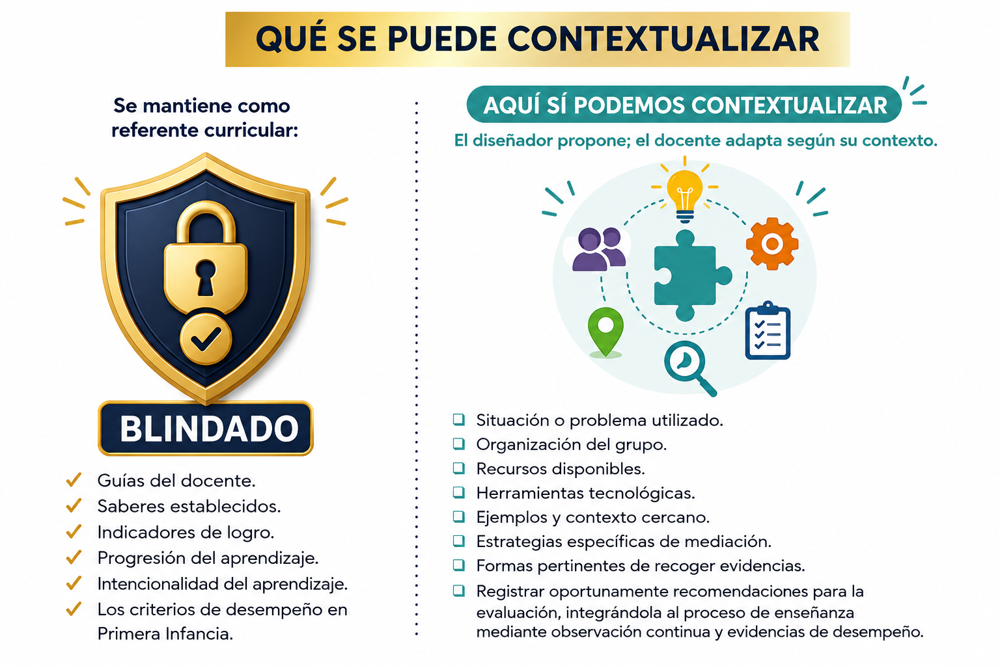 QUÉ SE PUEDE CONTEXTUALIZAR
Se mantiene como
referente curricular:
BLINDADO
Guías del docente.
Saberes establecidos.
Indicadores de logro.
Progresión del aprendizaje.
Intencionalidad del aprendizaje.
Los criterios de desempeño en
Primera Infancia.
AQUÍ SÍ PODEMOS CONTEXTUALIZAR
El diseñador propone; el docente adapta según su contexto.
Situación o problema utilizado.
Organización del grupo.
Recursos disponibles.
Herramientas tecnológicas.
Ejemplos y contexto cercano.
Estrategias específicas de mediación.
Formas pertinentes de recoger evidencias.
Registrar oportunamente recomendaciones para la
evaluación, integrándola al proceso de enseñanza
mediante observación continua y evidencias de desempeño.